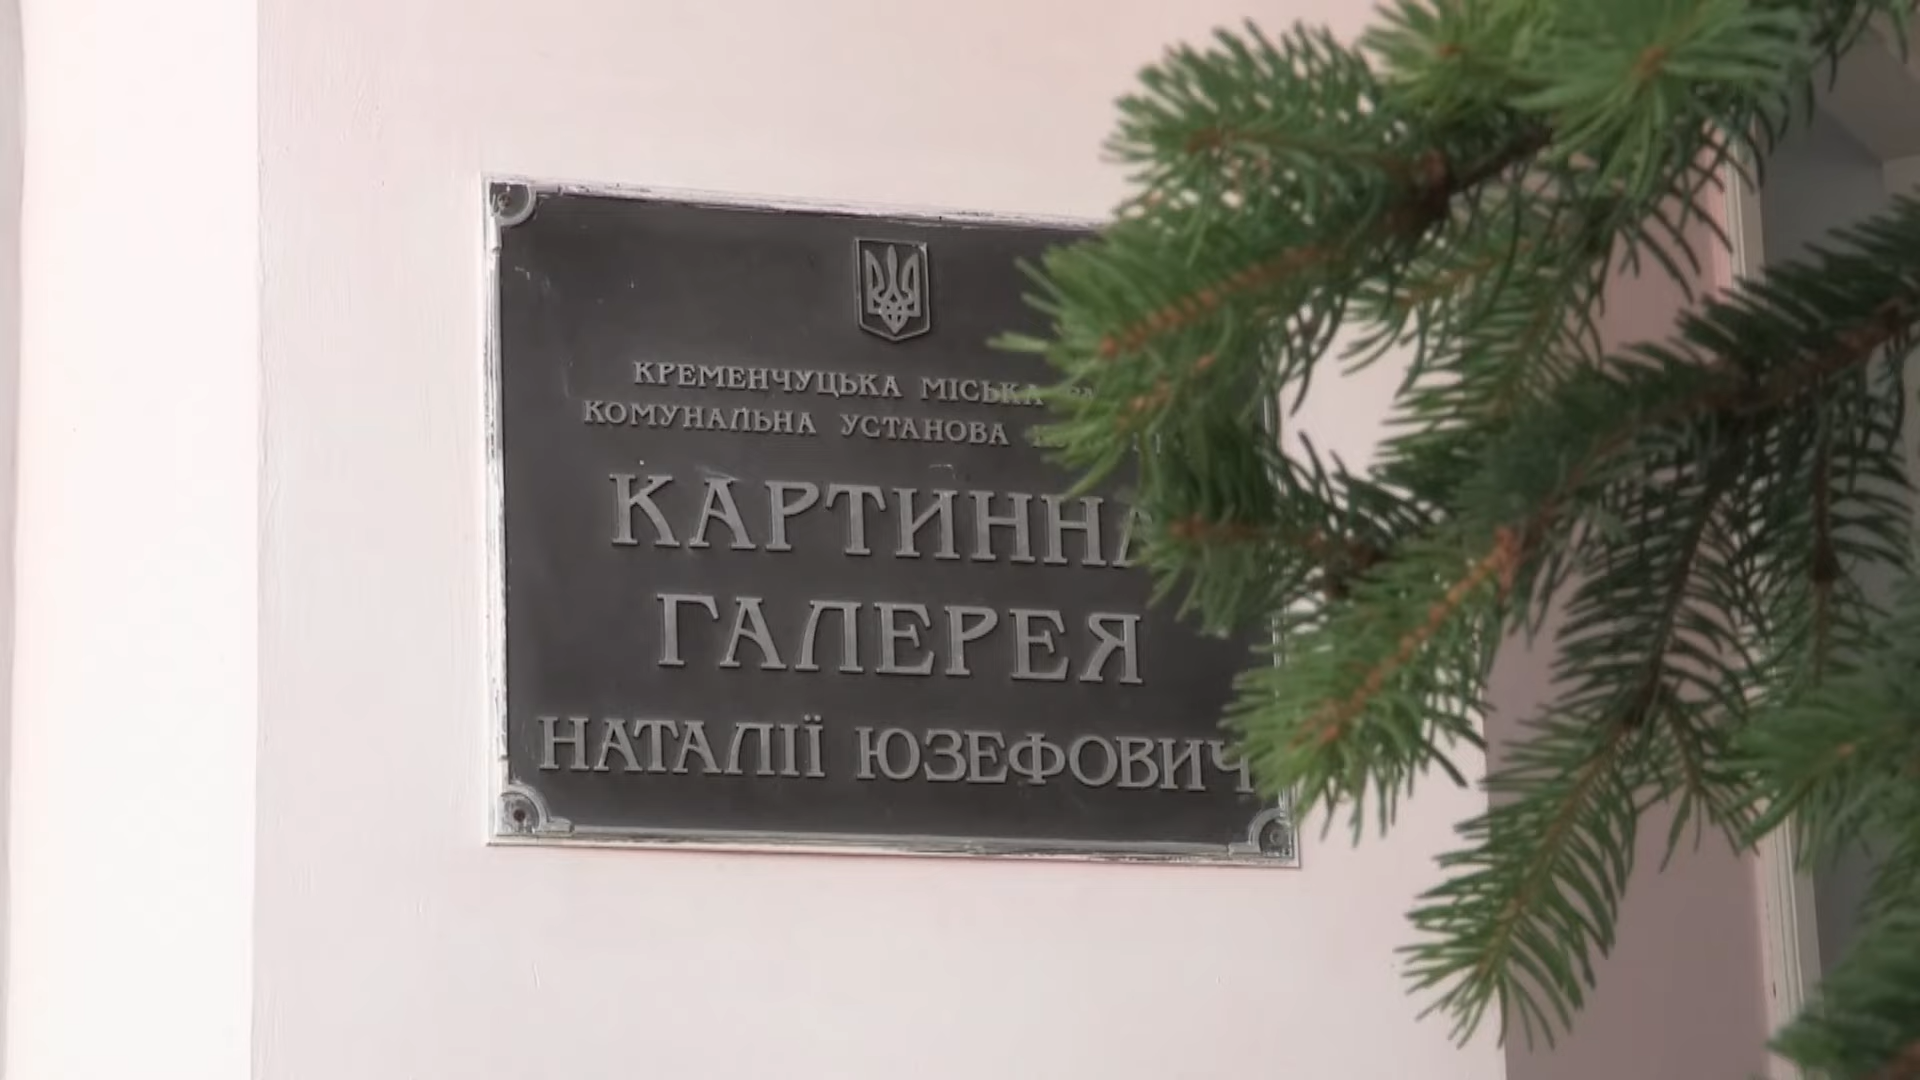 КРЕМЕНЧУЦЬКА МІСЬКА
КОМУНАЛЬНА УСТАНОВА
КАРТИННА
ГАЛЕРЕЯ
НАТАЛІЇ ЮЗЕФОВИЧ